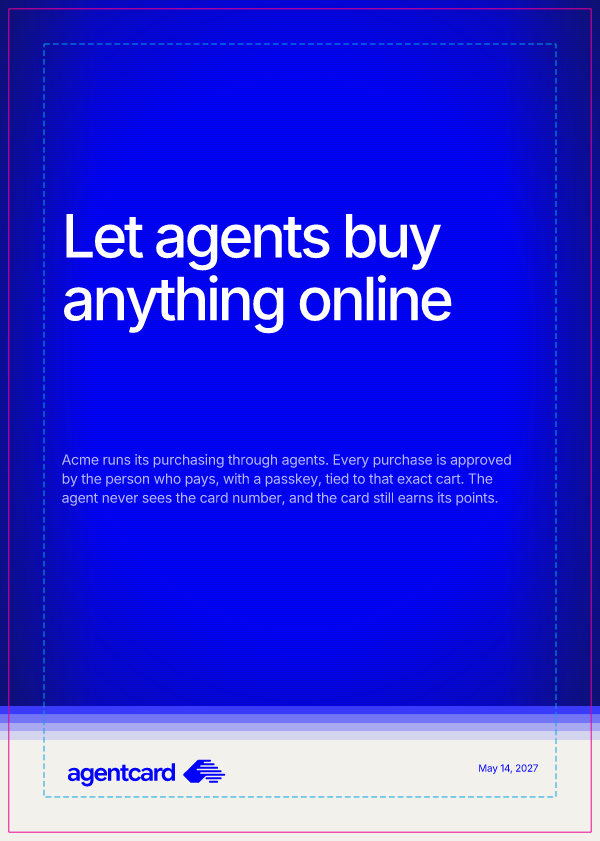 Let agents buy
anything online
Acme runs its purchasing through agents. Every purchase is approved
by the person who pays, with a passkey, tied to that exact cart. The
agent never sees the card number, and the card still earns its points.
agentcard
May 14, 2027